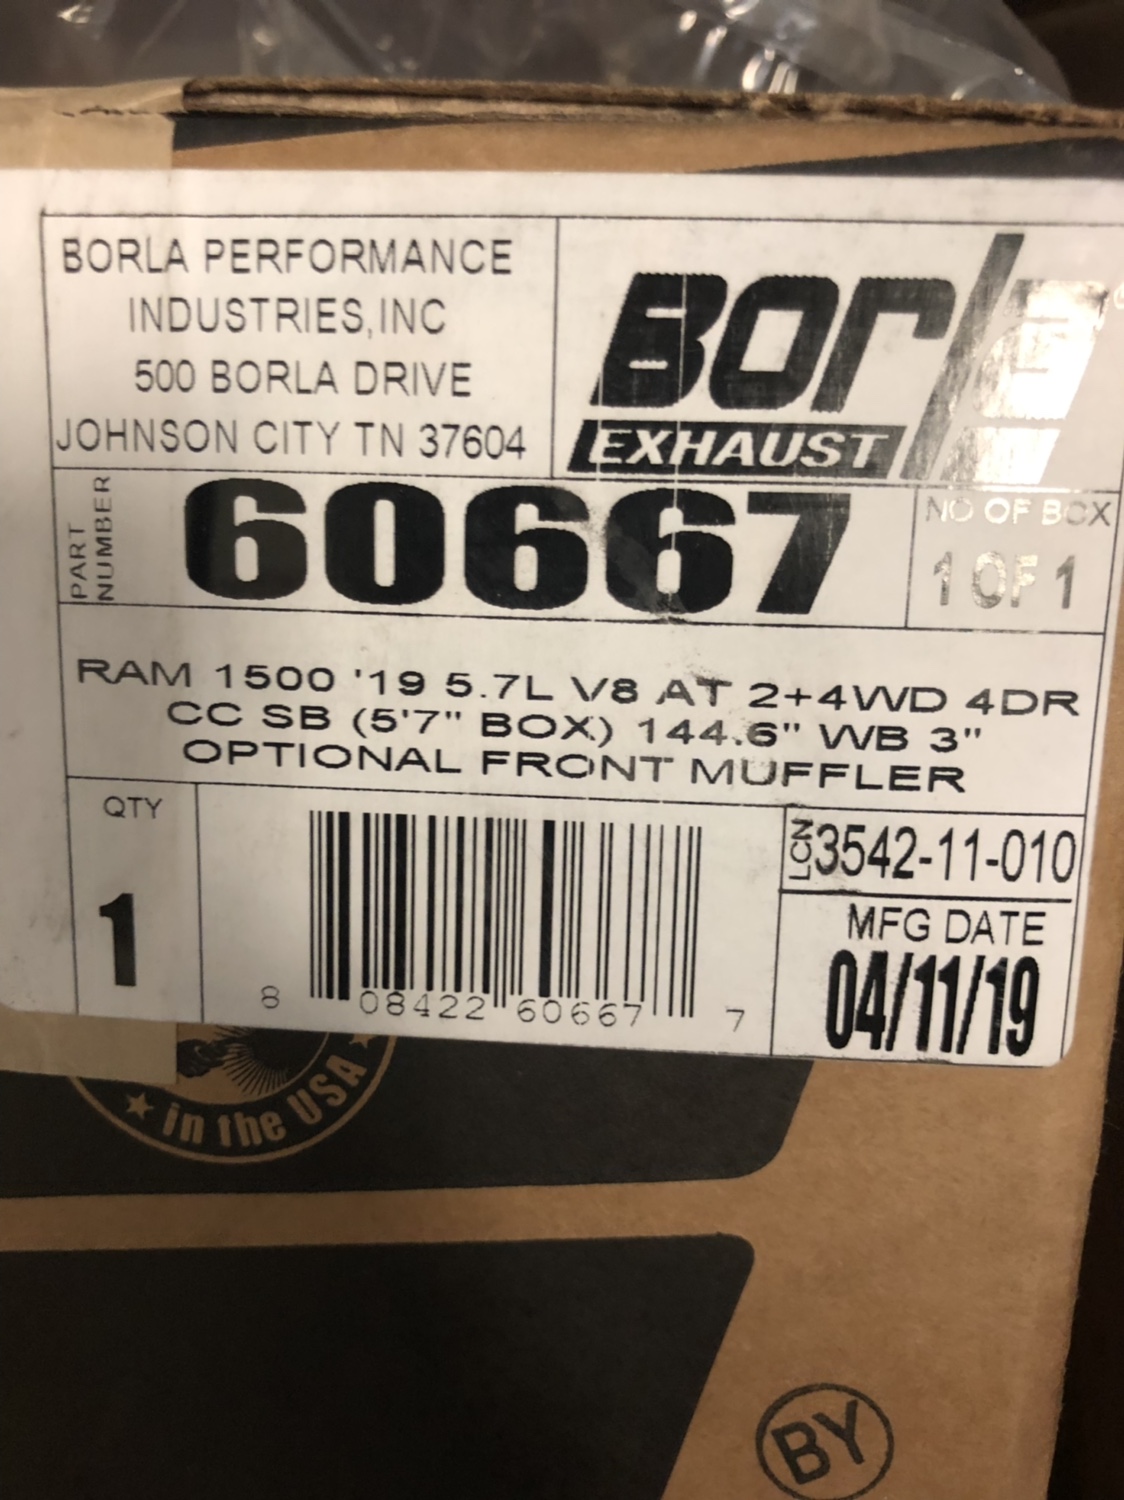 BORLA PERFORMANCE
INDUSTRIES,INC
500 BORLA DRIVE
JOHNSON CITY TN 37604
Borla
EXHAUST
PART
NUMBER
60667
NO OF BOX
1 OF 1
RAM 1500 '19 5.7L V8 AT 2+4WD 4DR
CC SB (5'7" BOX) 144.6" WB 3"
OPTIONAL FRONT MUFFLER
QTY
1
8 08422 60667 7
LCN
3542-11-010
MFG DATE
04/11/19
in the USA
BY